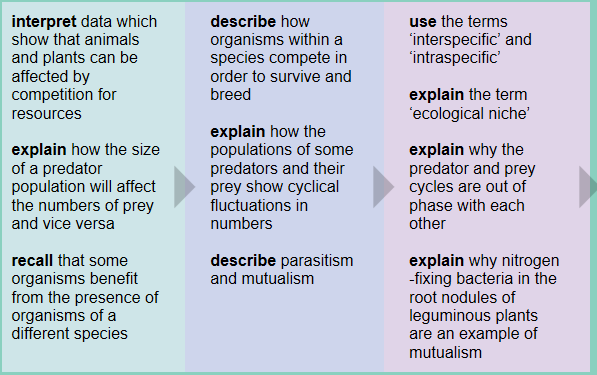 interpret data which
show that animals
and plants can be
affected by
competition for
resources
explain how the size
of a predator
population will affect
the numbers of prey
and vice versa
recall that some
organisms benefit
from the presence of
organisms of a
different species
describe how
organisms within a
species compete in
order to survive and
breed
explain how the
populations of some
predators and their
prey show cyclical
fluctuations in
numbers
describe parasitism
and mutualism
use the terms
‘interspecific’ and
‘intraspecific’
explain the term
‘ecological niche’
explain why the
predator and prey
cycles are out of
phase with each
other
explain why nitrogen
-fixing bacteria in the
root nodules of
leguminous plants
are an example of
mutualism